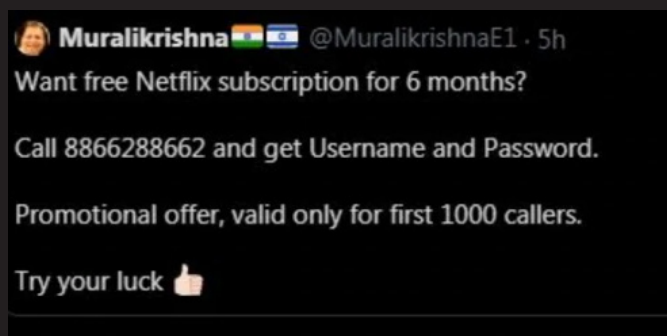 Muralikrishna🇮🇳🇮🇱 @MuralikrishnaE1 · 5h
Want free Netflix subscription for 6 months?
Call 8866288662 and get Username and Password.
Promotional offer, valid only for first 1000 callers.
Try your luck 👍🏻